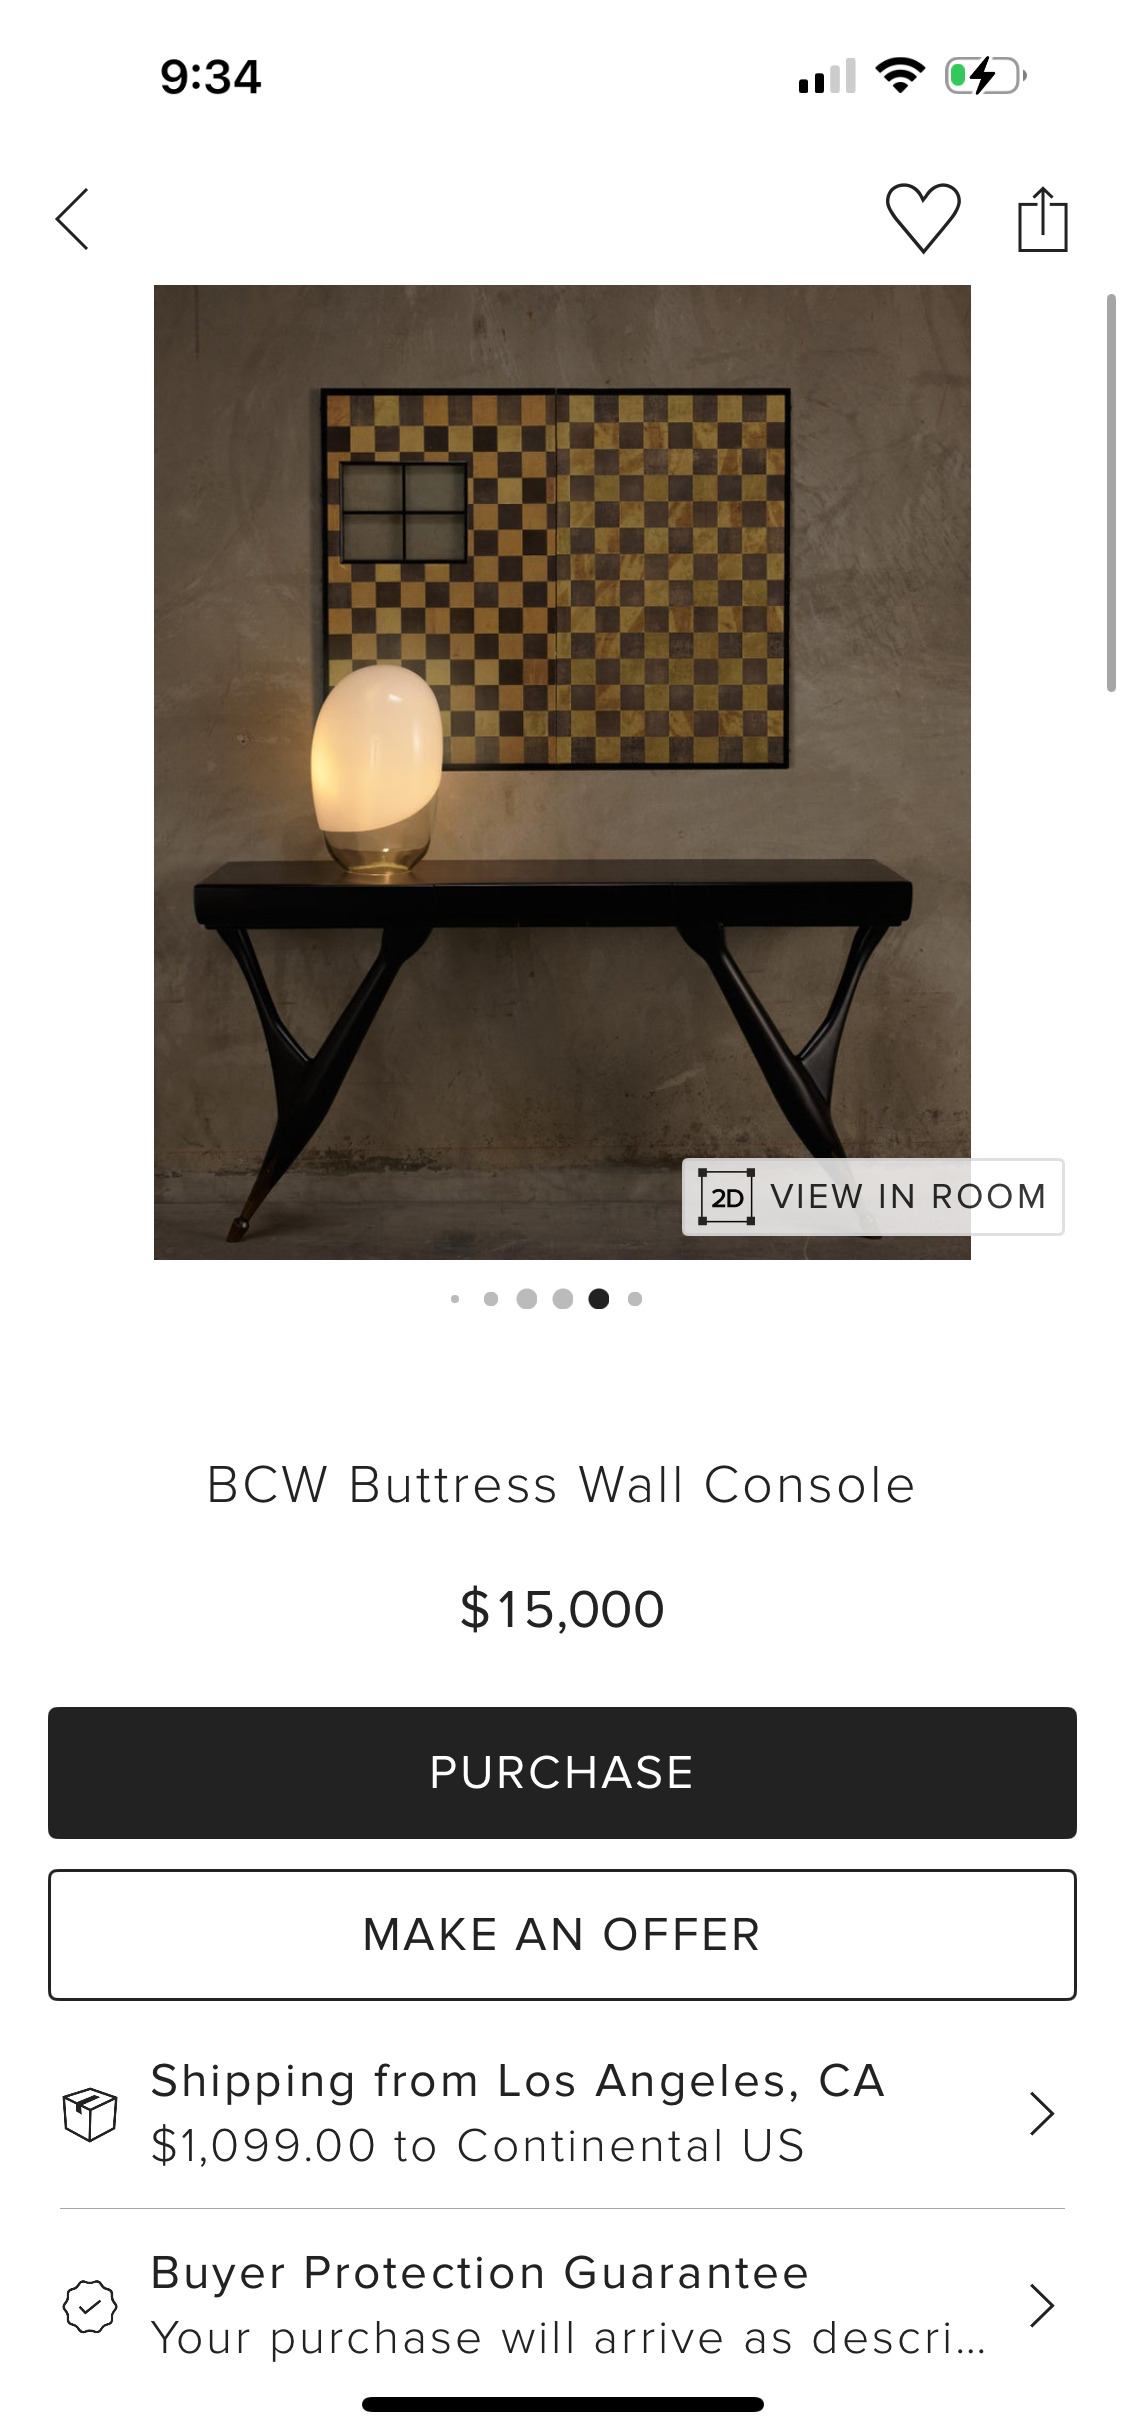 9:34
2D VIEW IN ROOM
BCW Buttress Wall Console
$15,000
PURCHASE
MAKE AN OFFER
Shipping from Los Angeles, CA
$1,099.00 to Continental US
Buyer Protection Guarantee
Your purchase will arrive as descri...